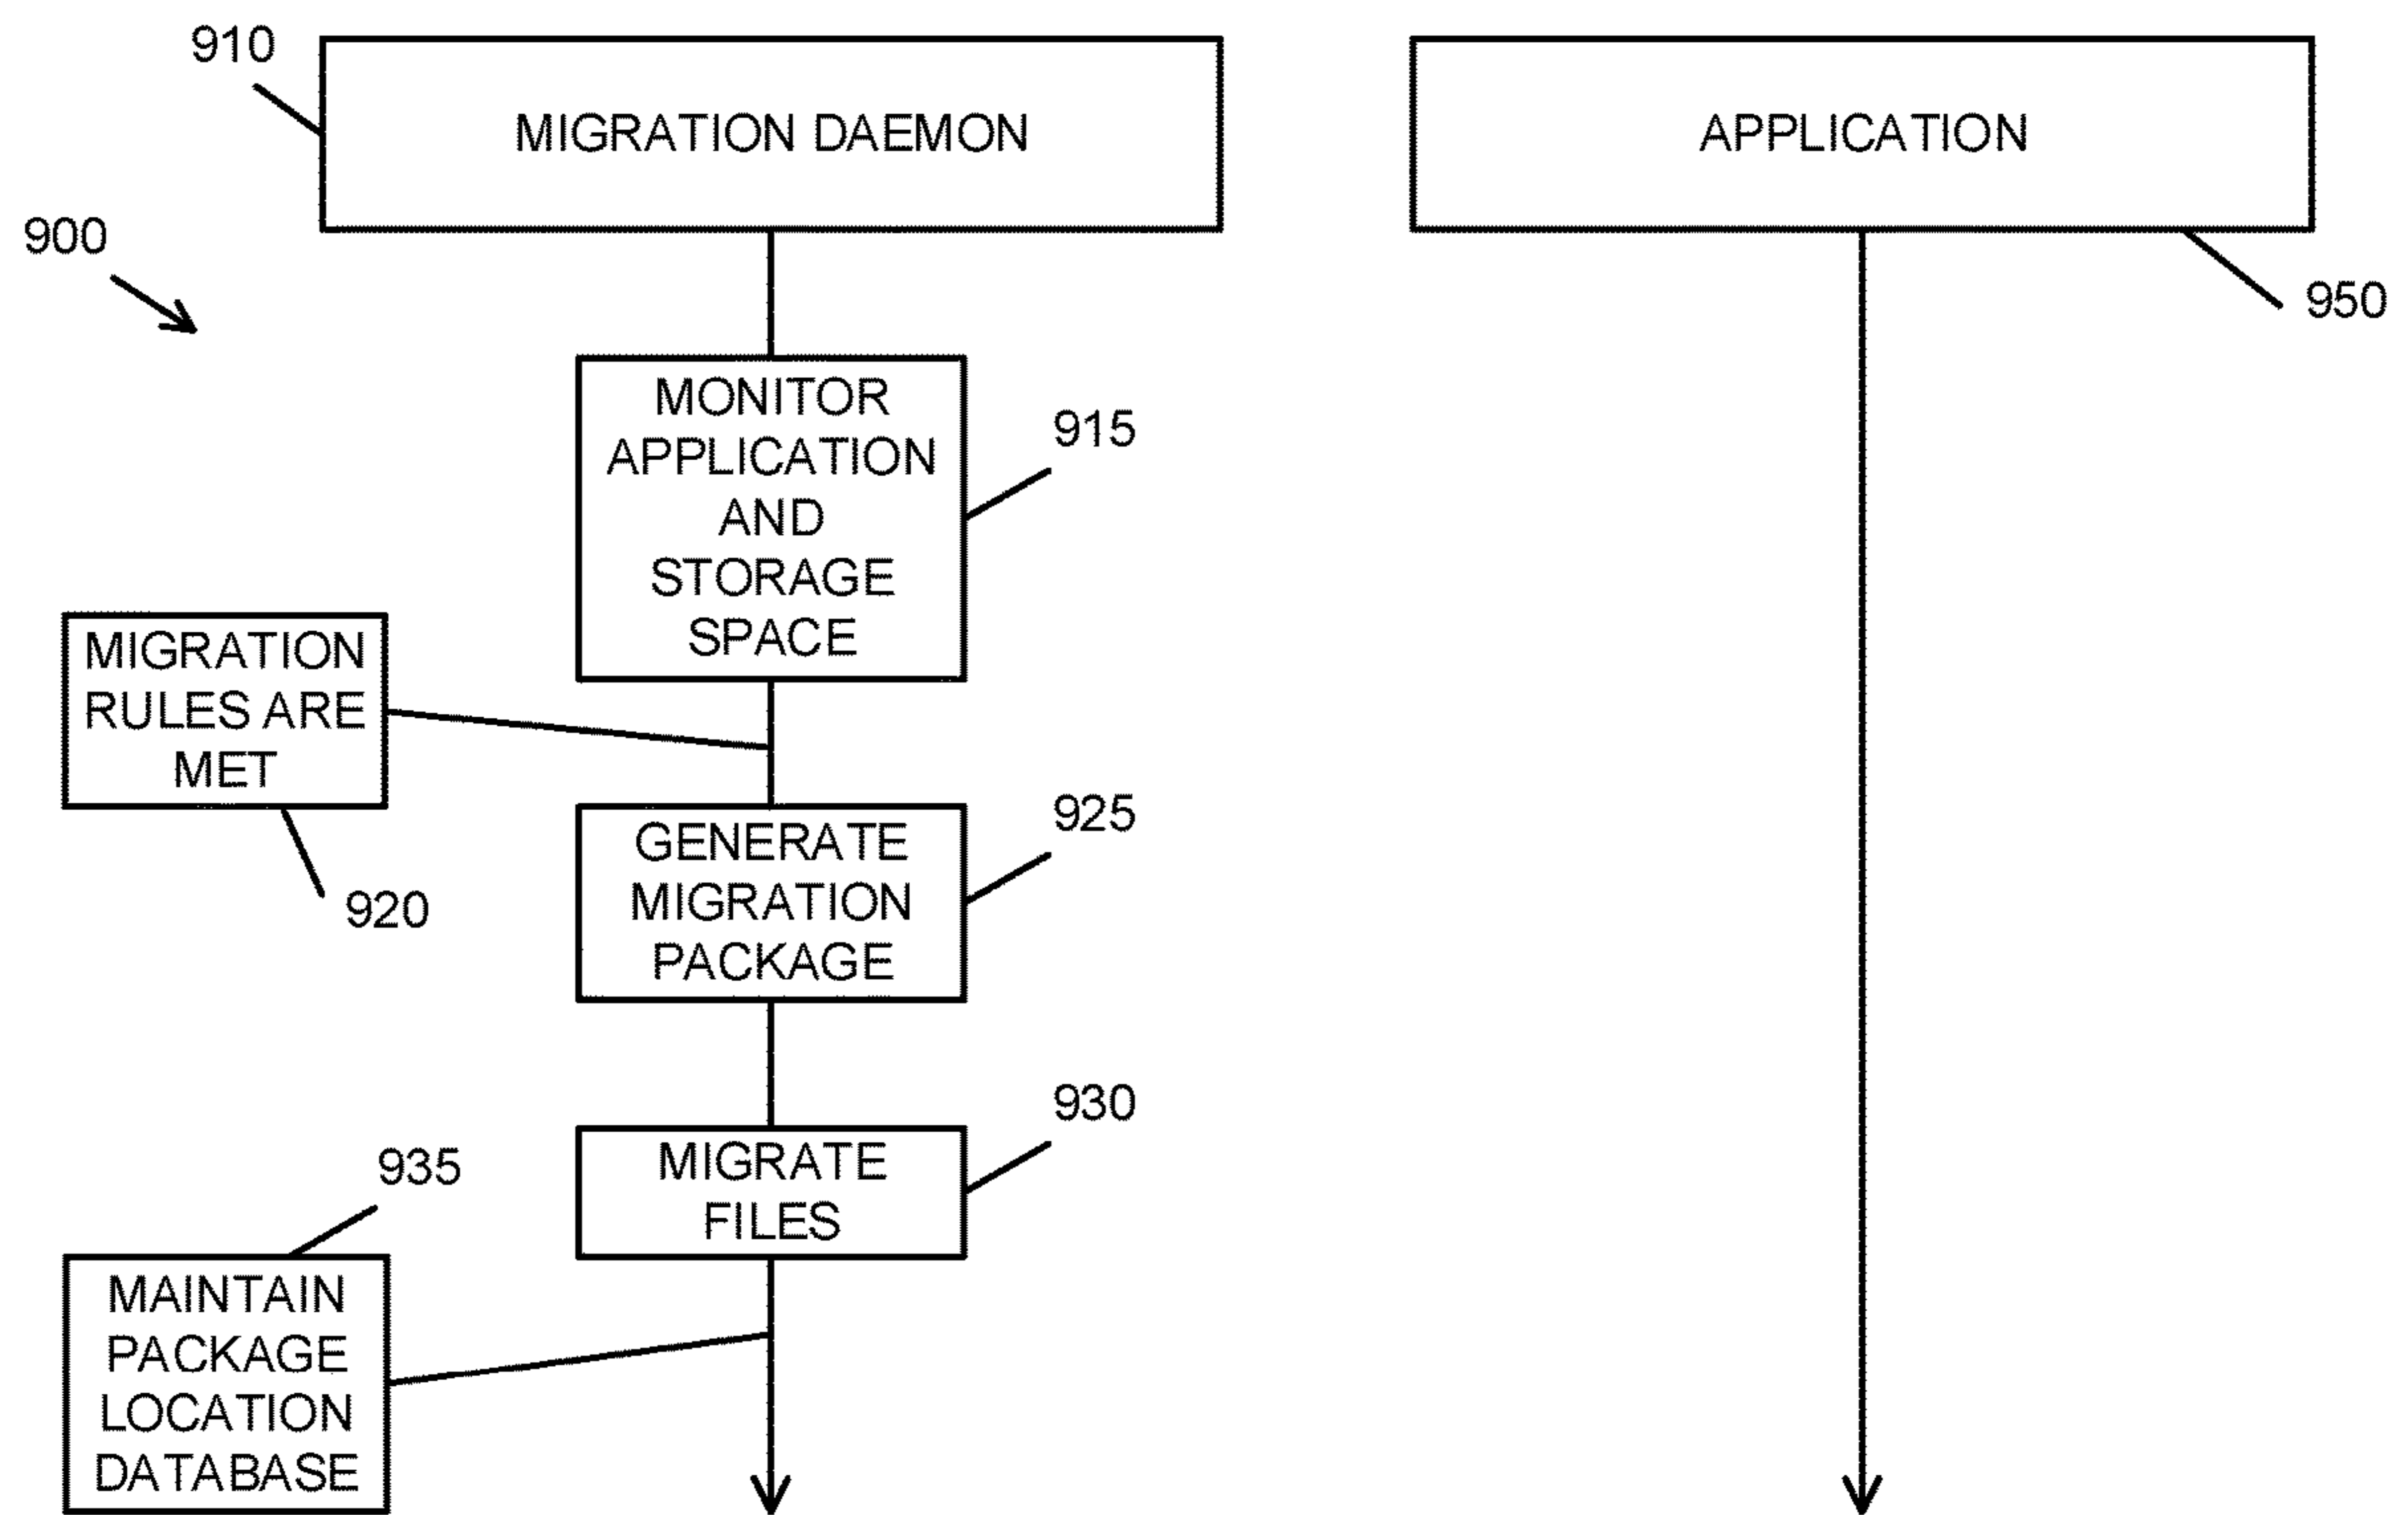 910
MIGRATION DAEMON
APPLICATION
900
950
MONITOR
APPLICATION
AND
STORAGE
SPACE
915
MIGRATION
RULES ARE
MET
920
GENERATE
MIGRATION
PACKAGE
925
MIGRATE
FILES
930
935
MAINTAIN
PACKAGE
LOCATION
DATABASE